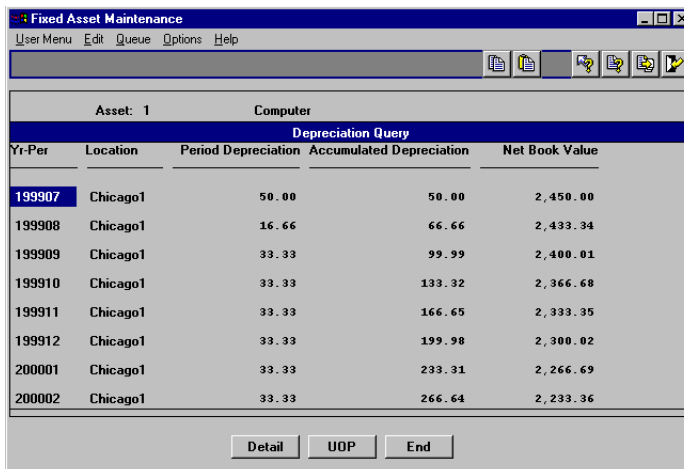 Fixed Asset Maintenance
User Menu Edit Queue Options Help
Asset: 1 Computer
Depreciation Query
Yr-Per Location Period Depreciation Accumulated Depreciation Net Book Value
199907 Chicago1 50.00 50.00 2,450.00
199908 Chicago1 16.66 66.66 2,433.34
199909 Chicago1 33.33 99.99 2,400.01
199910 Chicago1 33.33 133.32 2,366.68
199911 Chicago1 33.33 166.65 2,333.35
199912 Chicago1 33.33 199.98 2,300.02
200001 Chicago1 33.33 233.31 2,266.69
200002 Chicago1 33.33 266.64 2,233.36
Detail UOP End